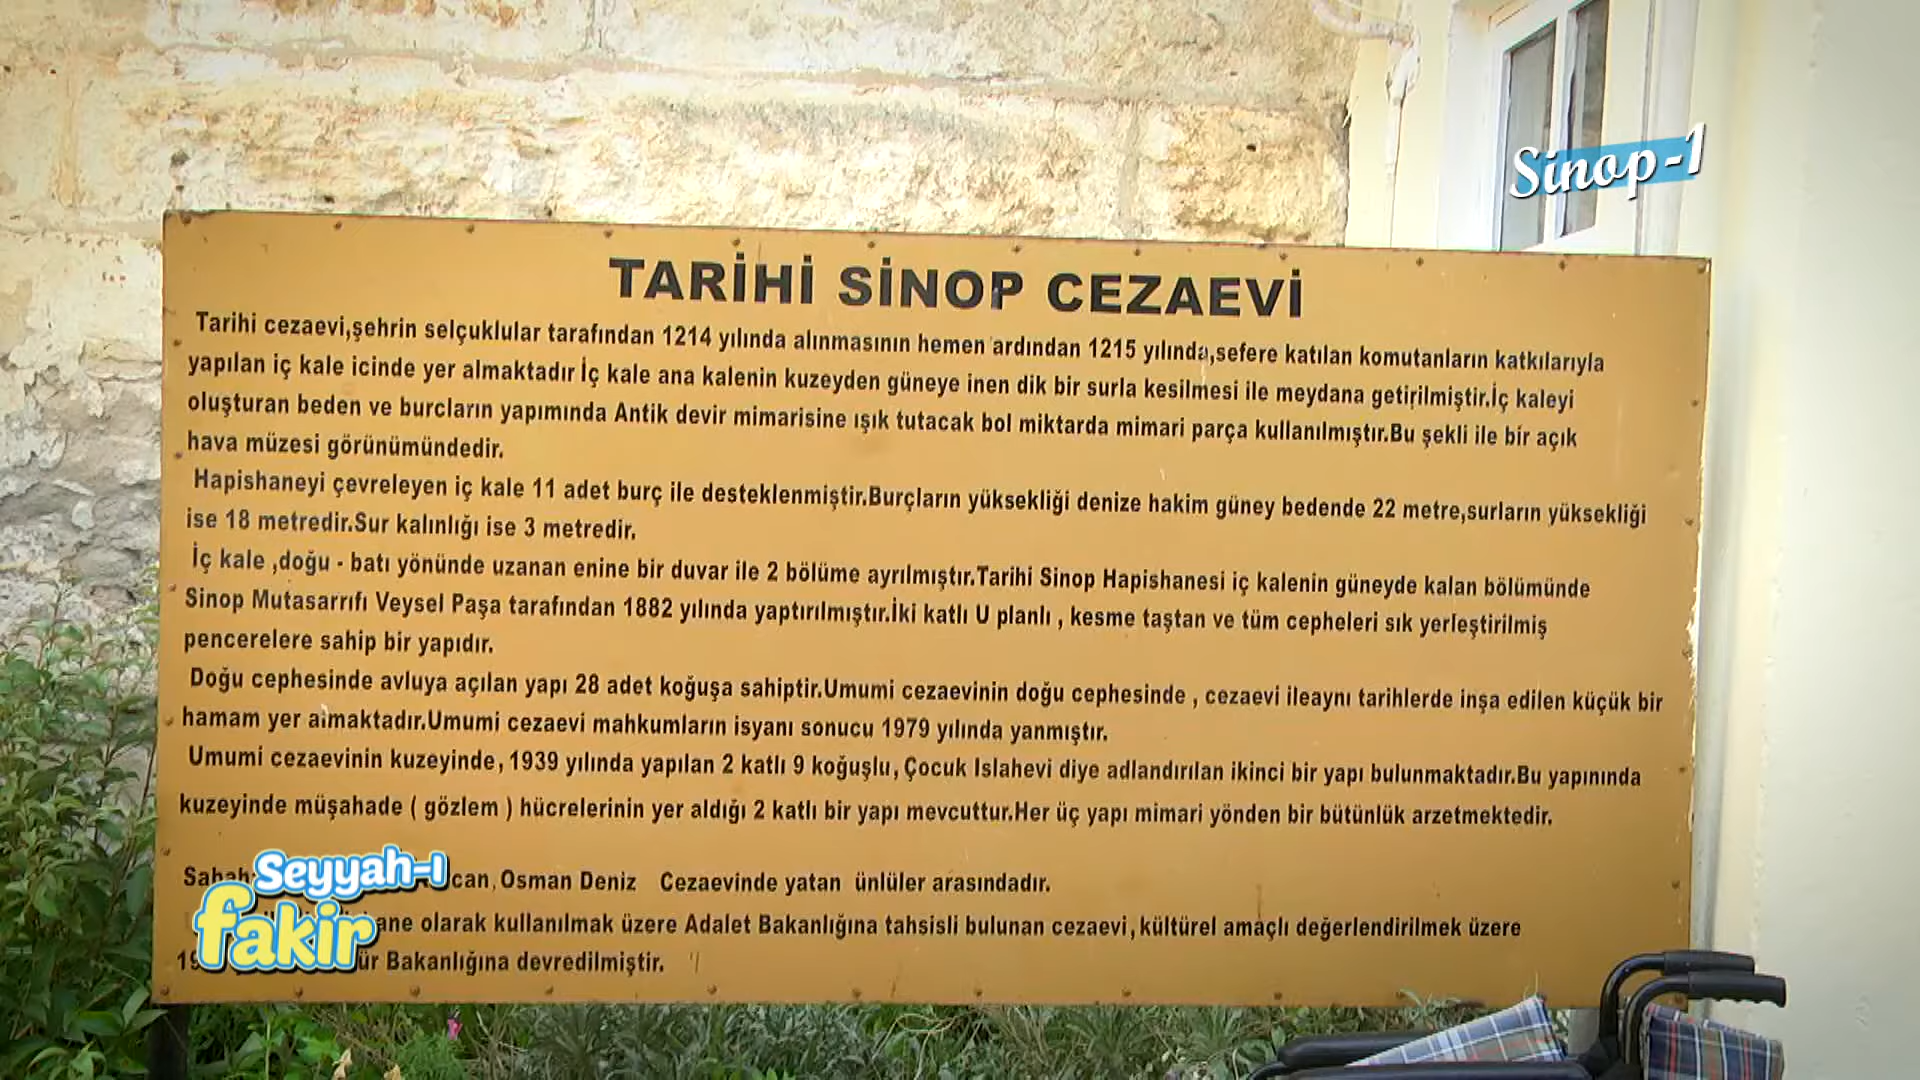 Sinop-1
TARİHİ SİNOP CEZAEVİ
Tarihi cezaevi,şehrin selçuklular tarafından 1214 yılında alınmasının hemen ardından 1215 yılında,sefere katılan komutanların katkılarıyla
yapılan iç kale icinde yer almaktadır İç kale ana kalenin kuzeyden güneye inen dik bir surla kesilmesi ile meydana getirilmiştir.İç kaleyi
oluşturan beden ve burcların yapımında Antik devir mimarisine ışık tutacak bol miktarda mimari parça kullanılmıştır.Bu şekli ile bir açık
hava müzesi görünümündedir.
Hapishaneyi çevreleyen iç kale 11 adet burç ile desteklenmiştir.Burçların yüksekliği denize hakim güney bedende 22 metre,surların yüksekliği
ise 18 metredir.Sur kalınlığı ise 3 metredir.
İç kale ,doğu - batı yönünde uzanan enine bir duvar ile 2 bölüme ayrılmıştır.Tarihi Sinop Hapishanesi iç kalenin güneyde kalan bölümünde
Sinop Mutasarrıfı Veysel Paşa tarafından 1882 yılında yaptırılmıştır.İki katlı U planlı , kesme taştan ve tüm cepheleri sık yerleştirilmiş
pencerelere sahip bir yapıdır.
Doğu cephesinde avluya açılan yapı 28 adet koğuşa sahiptir.Umumi cezaevinin doğu cephesinde , cezaevi ileaynı tarihlerde inşa edilen küçük bir
hamam yer almaktadır.Umumi cezaevi mahkumların isyanı sonucu 1979 yılında yanmıştır.
Umumi cezaevinin kuzeyinde, 1939 yılında yapılan 2 katlı 9 koğuşlu, Çocuk Islahevi diye adlandırılan ikinci bir yapı bulunmaktadır.Bu yapınında
kuzeyinde müşahade ( gözlem ) hücrelerinin yer aldığı 2 katlı bir yapı mevcuttur.Her üç yapı mimari yönden bir bütünlük arzetmektedir.
Osman Deniz Cezaevinde yatan ünlüler arasındadır.
olarak kullanılmak üzere Adalet Bakanlığına tahsisli bulunan cezaevi, kültürel amaçlı değerlendirilmek üzere
Bakanlığına devredilmiştir.
Seyyah-ı
fakir